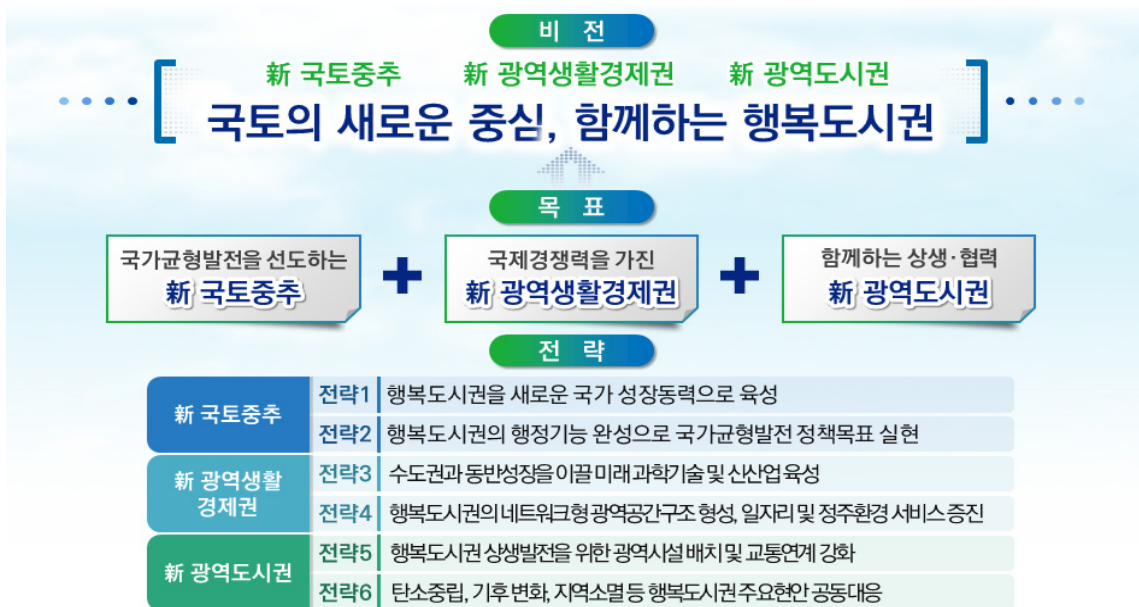 비 전
新 국토중추 新 광역생활경제권 新 광역도시권
국토의 새로운 중심, 함께하는 행복도시권
목 표
국가균형발전을 선도하는
新 국토중추
+
국제경쟁력을 가진
新 광역생활경제권
+
함께하는 상생·협력
新 광역도시권
전 략
新 국토중추
전략1 행복도시권을 새로운 국가 성장동력으로 육성
전략2 행복도시권의 행정기능 완성으로 국가균형발전 정책목표 실현
新 광역생활
경제권
전략3 수도권과 동반성장을 이끌 미래 과학기술 및 신산업 육성
전략4 행복도시권의 네트워크형 광역공간구조 형성, 일자리 및 정주환경 서비스 증진
新 광역도시권
전략5 행복도시권 상생발전을 위한 광역시설 배치 및 교통연계 강화
전략6 탄소중립, 기후 변화, 지역소멸 등 행복도시권 주요현안 공동대응